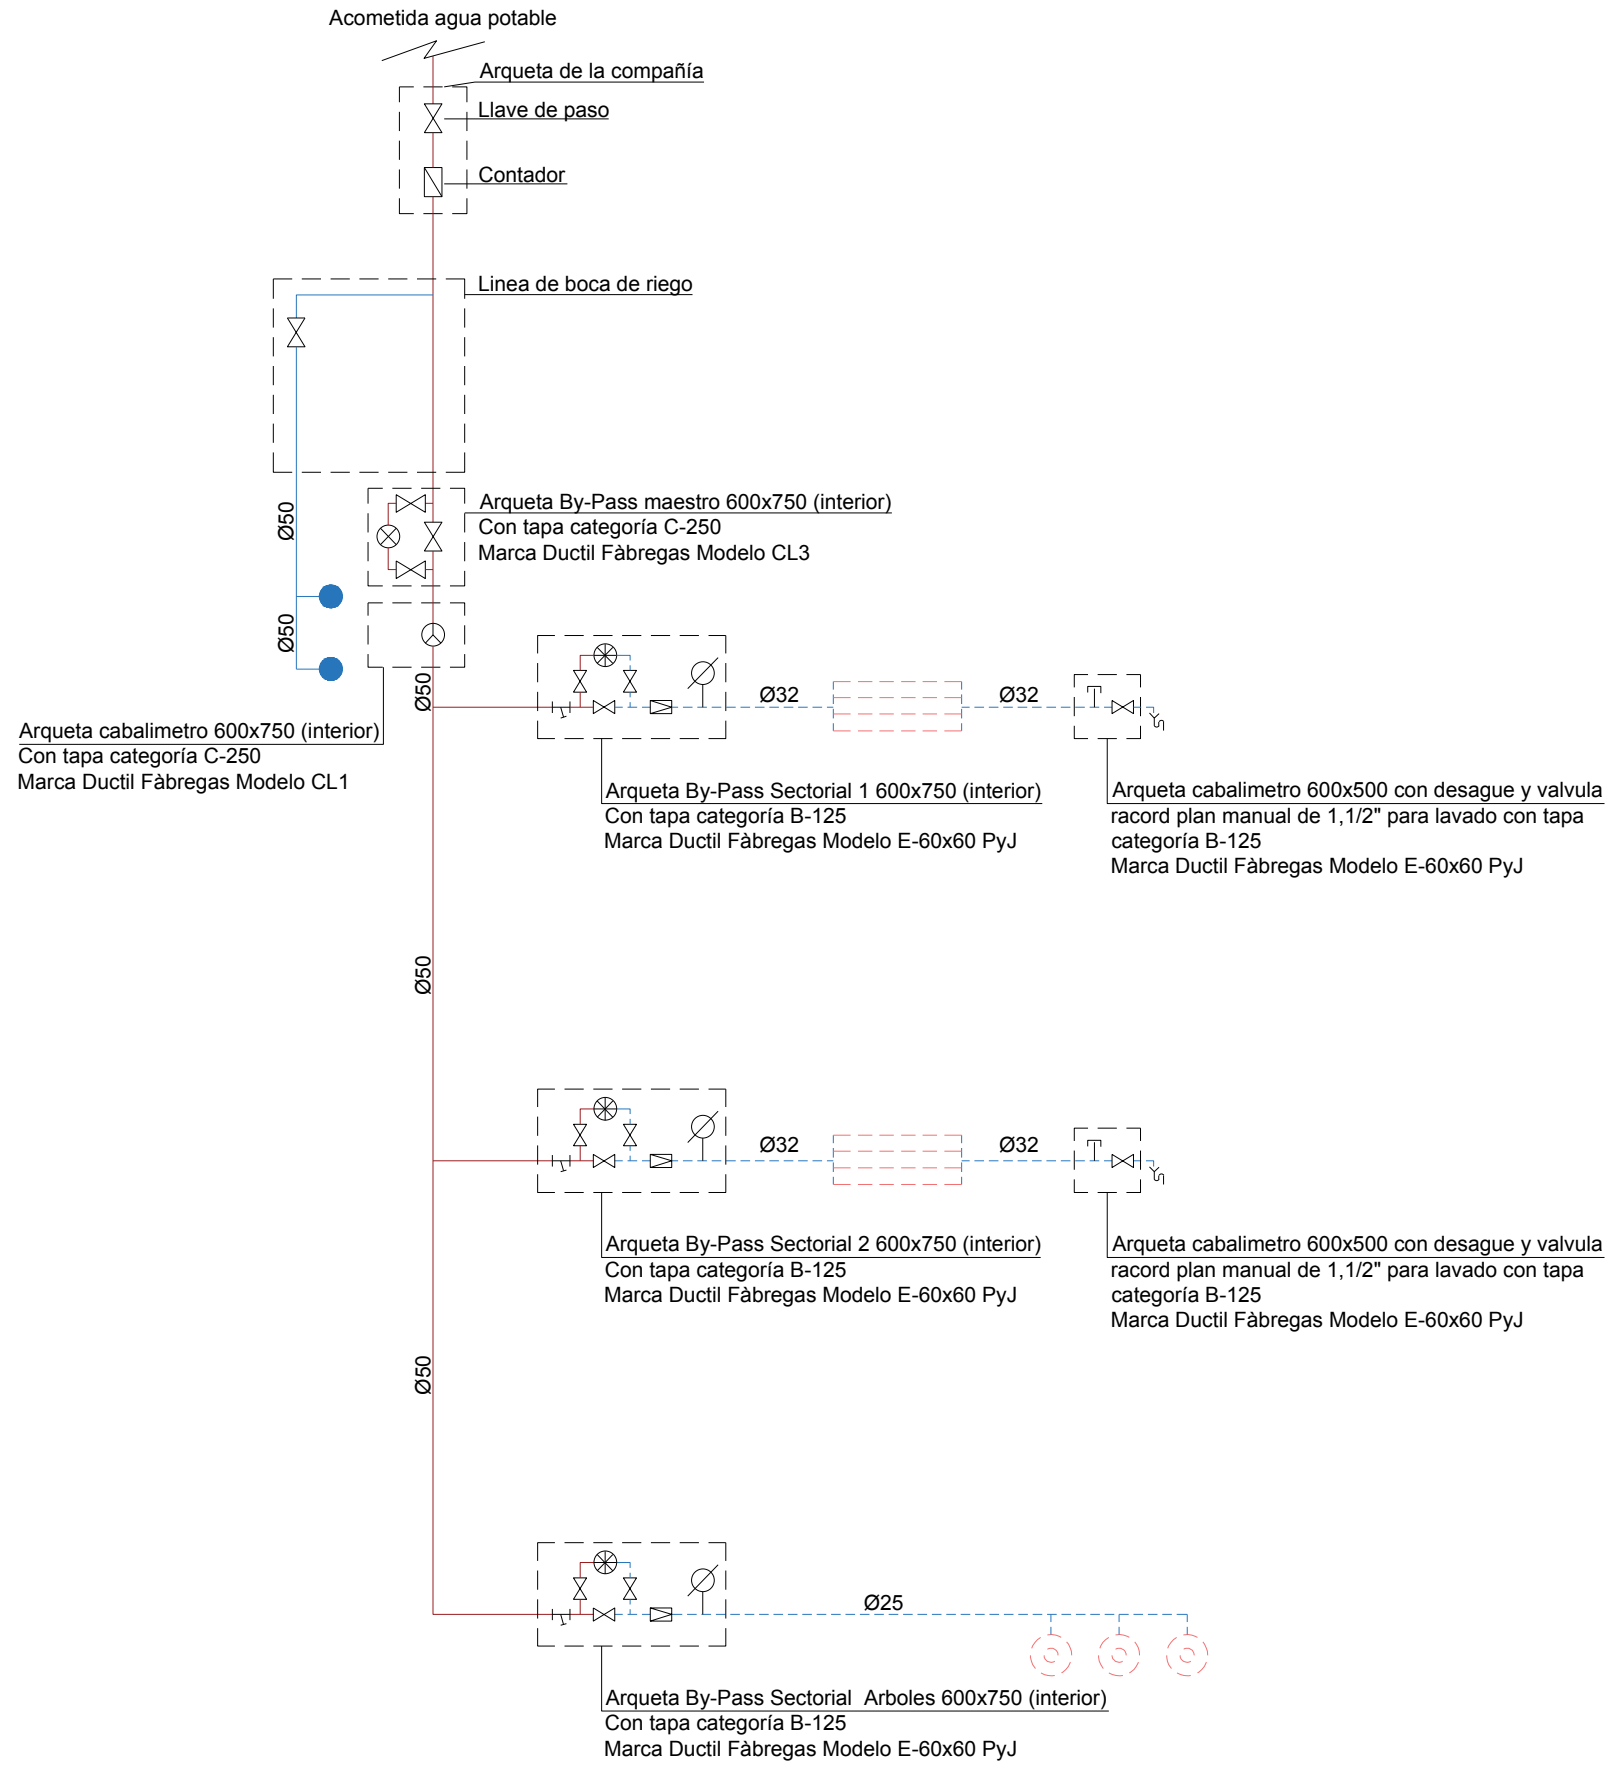 Acometida agua potable
Arqueta de la compañía
Llave de paso
Contador
Linea de boca de riego
Ø50
Arqueta By-Pass maestro 600x750 (interior)
Con tapa categoría C-250
Marca Ductil Fàbregas Modelo CL3
Ø50
Ø50
Arqueta cabalimetro 600x750 (interior)
Con tapa categoría C-250
Marca Ductil Fàbregas Modelo CL1
Ø32
Ø32
Arqueta By-Pass Sectorial 1 600x750 (interior)
Con tapa categoría B-125
Marca Ductil Fàbregas Modelo E-60x60 PyJ
Arqueta cabalimetro 600x500 con desague y valvula
racord plan manual de 1,1/2" para lavado con tapa
categoría B-125
Marca Ductil Fàbregas Modelo E-60x60 PyJ
Ø50
Ø32
Ø32
Arqueta By-Pass Sectorial 2 600x750 (interior)
Con tapa categoría B-125
Marca Ductil Fàbregas Modelo E-60x60 PyJ
Arqueta cabalimetro 600x500 con desague y valvula
racord plan manual de 1,1/2" para lavado con tapa
categoría B-125
Marca Ductil Fàbregas Modelo E-60x60 PyJ
Ø50
Ø25
Arqueta By-Pass Sectorial  Arboles 600x750 (interior)
Con tapa categoría B-125
Marca Ductil Fàbregas Modelo E-60x60 PyJ